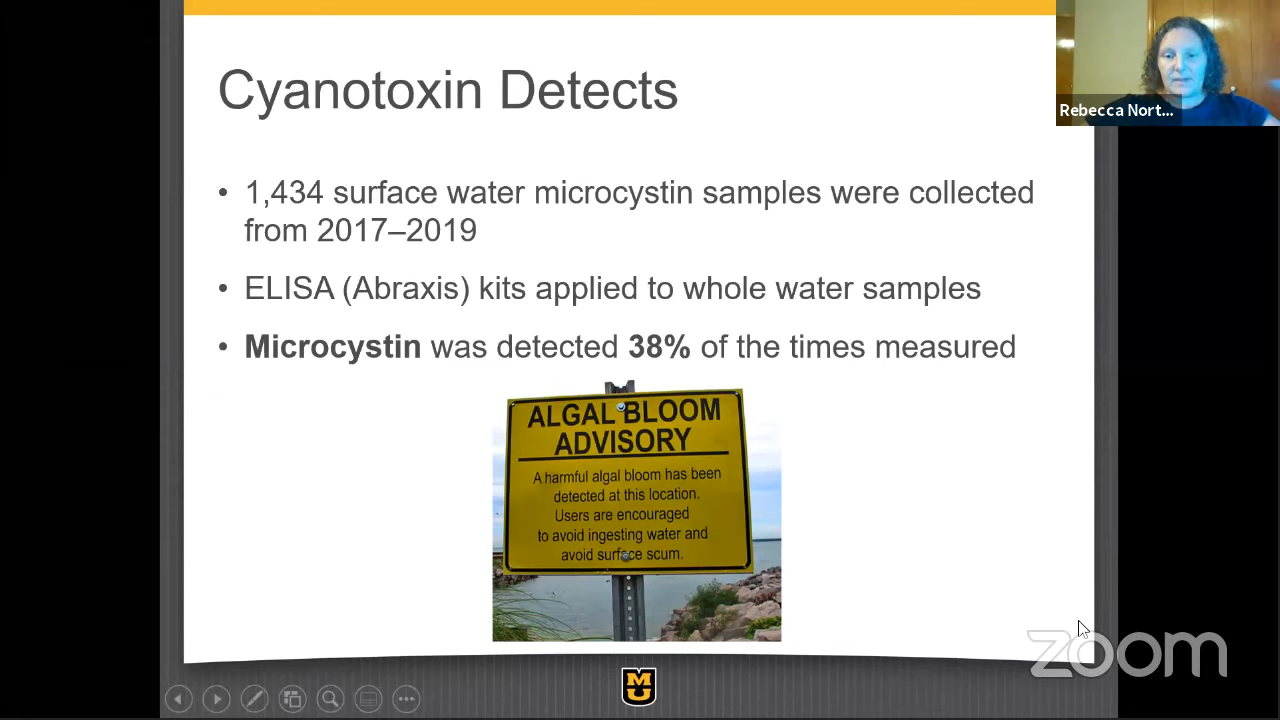 Cyanotoxin Detects
Rebecca Nort...
• 1,434 surface water microcystin samples were collected
from 2017–2019
• ELISA (Abraxis) kits applied to whole water samples
• Microcystin was detected 38% of the times measured
ALGAL BLOOM
ADVISORY
A harmful algal bloom has been
detected at this location.
Users are encouraged
to avoid ingesting water and
avoid surface scum.
zoom
MU